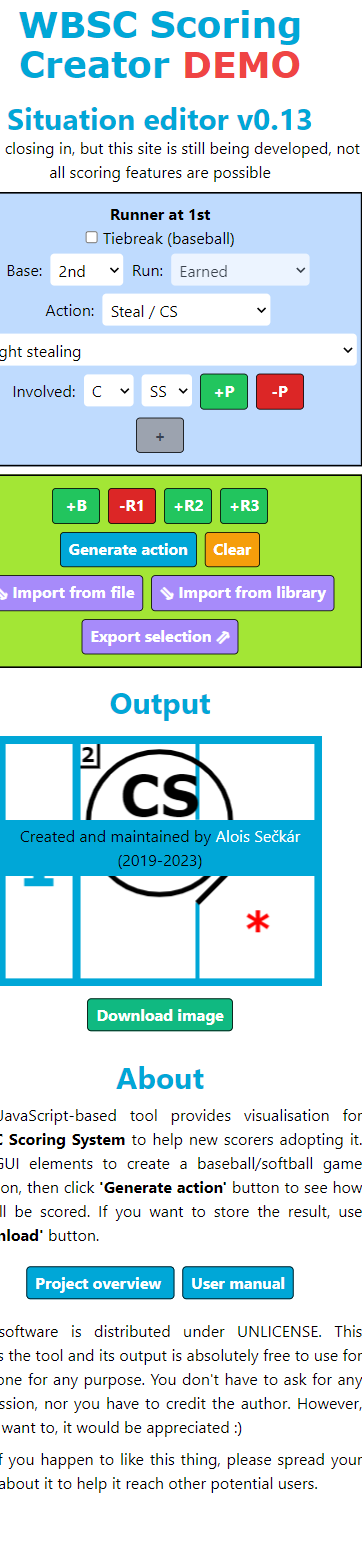 WBSC Scoring
Creator DEMO
Situation editor v0.13
closing in, but this site is still being developed, not
all scoring features are possible
Runner at 1st
Tiebreak (baseball)
Base: 2nd Run: Earned
Action: Steal / CS
ght stealing
Involved: C SS +P -P
+
+B -R1 +R2 +R3
Generate action Clear
Import from file Import from library
Export selection
Output
2
CS
Created and maintained by Alois Sečkár
(2019-2023)
*
Download image
About
JavaScript-based tool provides visualisation for
C Scoring System to help new scorers adopting it.
GUI elements to create a baseball/softball game
on, then click 'Generate action' button to see how
ll be scored. If you want to store the result, use
nload' button.
Project overview User manual
software is distributed under UNLICENSE. This
s the tool and its output is absolutely free to use for
one for any purpose. You don't have to ask for any
ssion, nor you have to credit the author. However,
want to, it would be appreciated :)
f you happen to like this thing, please spread your
about it to help it reach other potential users.